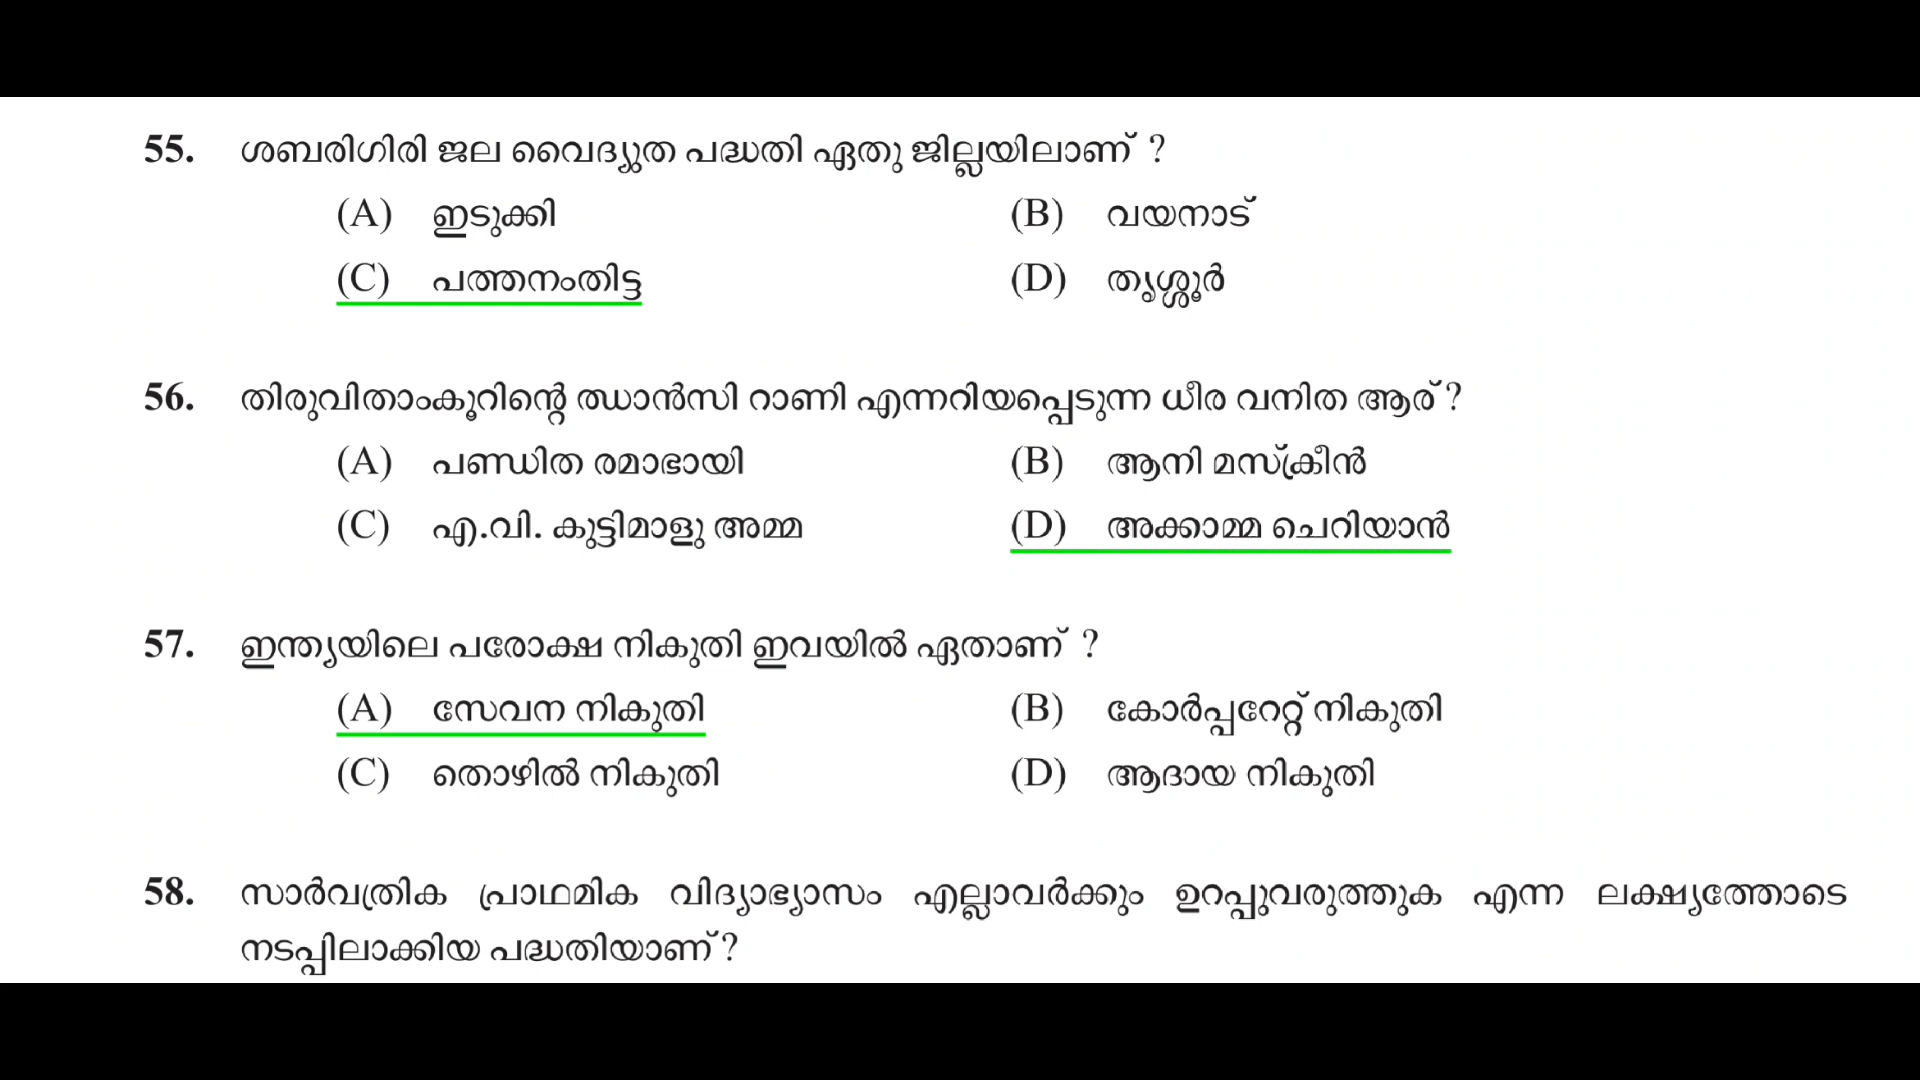 55. ശബരിഗിരി ജല വൈദ്യുത പദ്ധതി ഏതു ജില്ലയിലാണ് ?
(A) ഇടുക്കി (B) വയനാട്
(C) പത്തനംതിട്ട (D) തൃശ്ശൂർ
56. തിരുവിതാംകൂറിന്റെ ഝാൻസി റാണി എന്നറിയപ്പെടുന്ന ധീര വനിത ആര് ?
(A) പണ്ഡിത രമാഭായി (B) ആനി മസ്ക്രീൻ
(C) എ.വി. കുട്ടിമാളു അമ്മ (D) അക്കാമ്മ ചെറിയാൻ
57. ഇന്ത്യയിലെ പരോക്ഷ നികുതി ഇവയിൽ ഏതാണ് ?
(A) സേവന നികുതി (B) കോർപ്പറേറ്റ് നികുതി
(C) തൊഴിൽ നികുതി (D) ആദായ നികുതി
58. സാർവത്രിക പ്രാഥമിക വിദ്യാഭ്യാസം എല്ലാവർക്കും ഉറപ്പുവരുത്തുക എന്ന ലക്ഷ്യത്തോടെ
നടപ്പിലാക്കിയ പദ്ധതിയാണ് ?